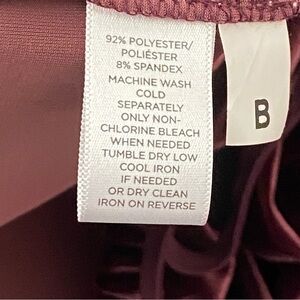 92% POLYESTER/
POLIÉSTER
8% SPANDEX
MACHINE WASH
COLD
SEPARATELY
ONLY NON-
CHLORINE BLEACH
WHEN NEEDED
TUMBLE DRY LOW
COOL IRON
IF NEEDED
OR DRY CLEAN
IRON ON REVERSE
B